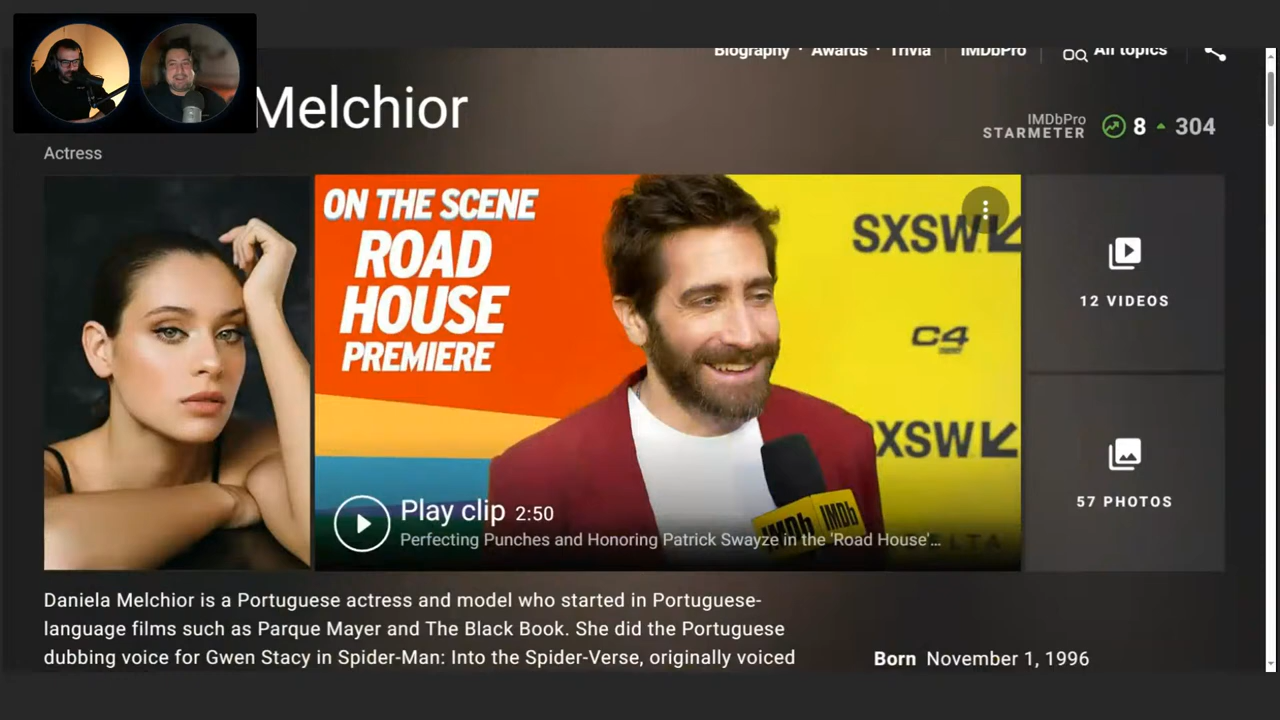 Biography · Awards · Trivia
IMDbPro
All topics
Melchior
Actress
IMDbPro
STARMETER
8
304
ON THE SCENE
ROAD
HOUSE
PREMIERE
SXSW
C4
SXSW
IMDb IMDb
Play clip 2:50
Perfecting Punches and Honoring Patrick Swayze in the 'Road House'...
12 VIDEOS
57 PHOTOS
Daniela Melchior is a Portuguese actress and model who started in Portuguese-
language films such as Parque Mayer and The Black Book. She did the Portuguese
dubbing voice for Gwen Stacy in Spider-Man: Into the Spider-Verse, originally voiced
Born November 1, 1996